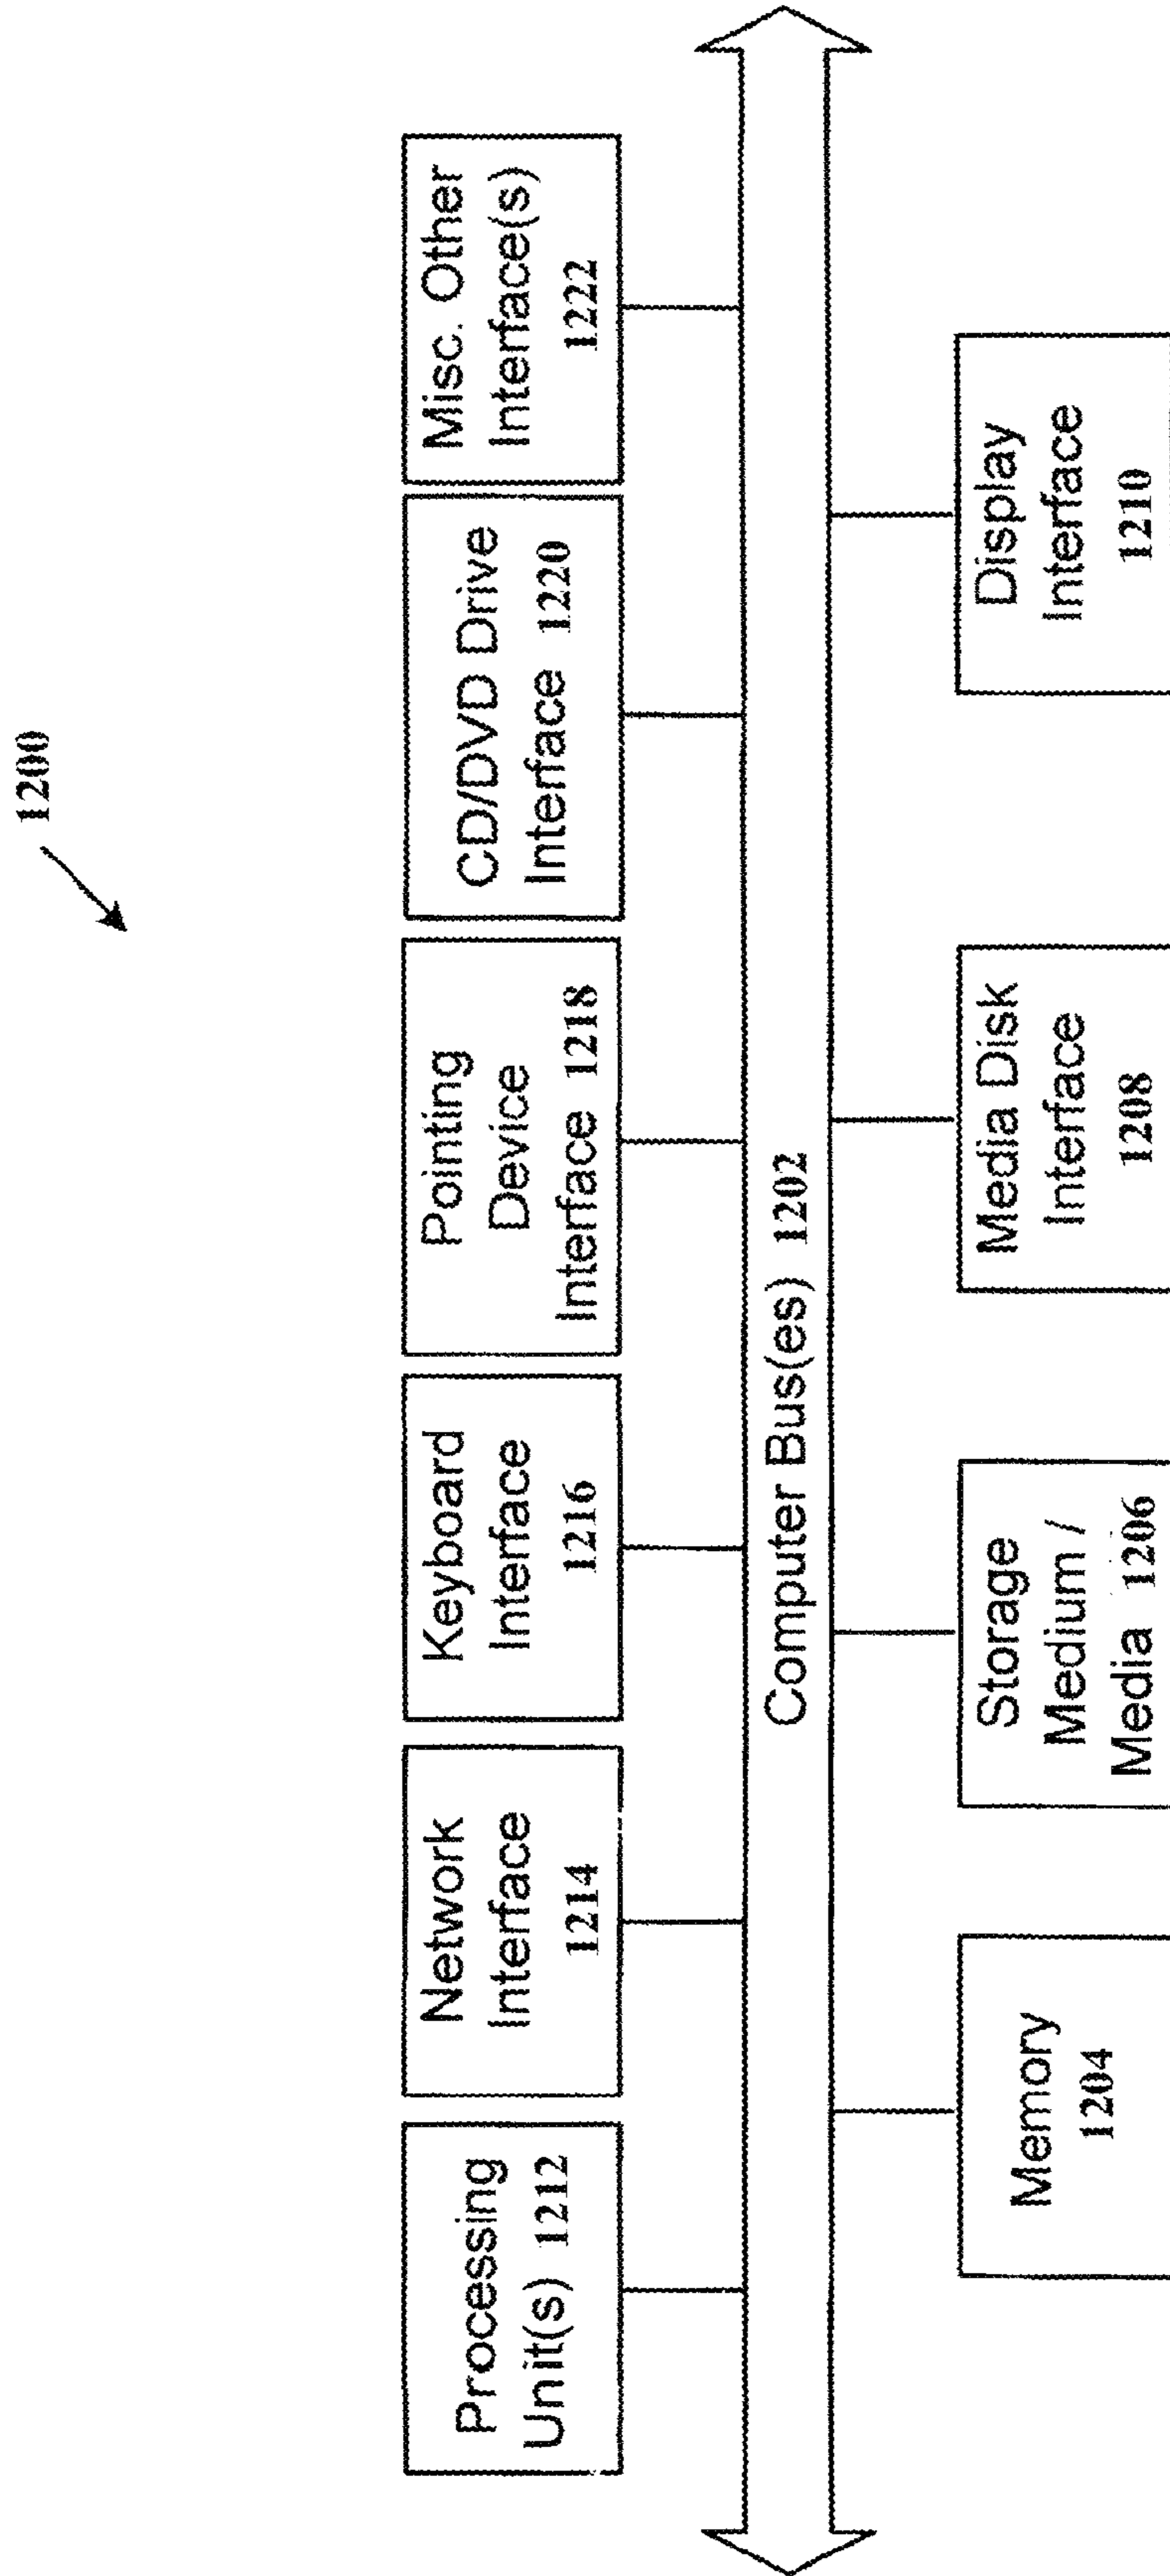 1200
Processing
Unit(s) 1212
Network
Interface
1214
Keyboard
Interface
1216
Pointing
Device
Interface 1218
CD/DVD Drive
Interface 1220
Misc. Other
Interface(s)
1222
Computer Bus(es) 1202
Memory
1204
Storage
Medium /
Media 1206
Media Disk
Interface
1208
Display
Interface
1210